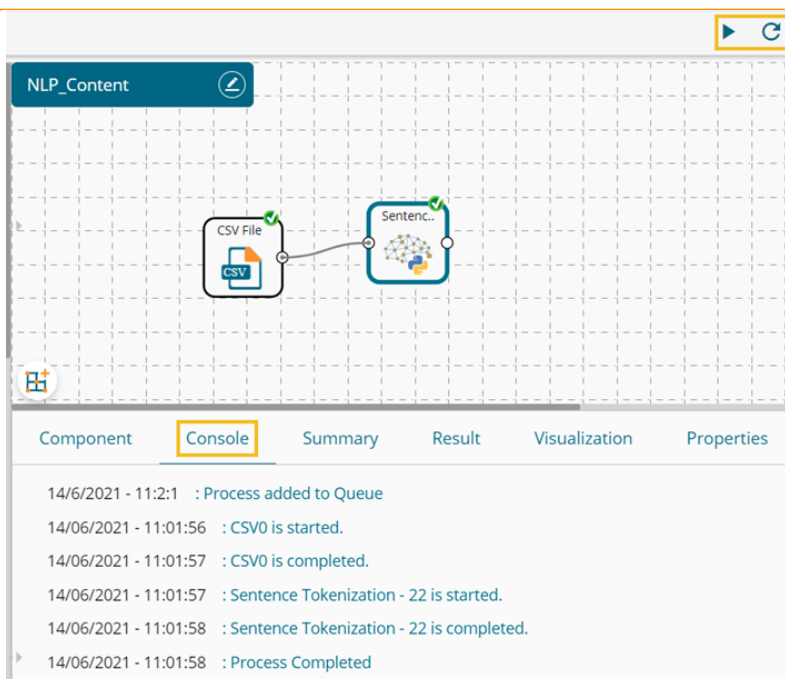 NLP_Content
CSV File
Sentenc..
CSV
Component Console Summary Result Visualization Properties
14/6/2021 - 11:2:1 : Process added to Queue
14/06/2021 - 11:01:56 : CSV0 is started.
14/06/2021 - 11:01:57 : CSV0 is completed.
14/06/2021 - 11:01:57 : Sentence Tokenization - 22 is started.
14/06/2021 - 11:01:58 : Sentence Tokenization - 22 is completed.
14/06/2021 - 11:01:58 : Process Completed